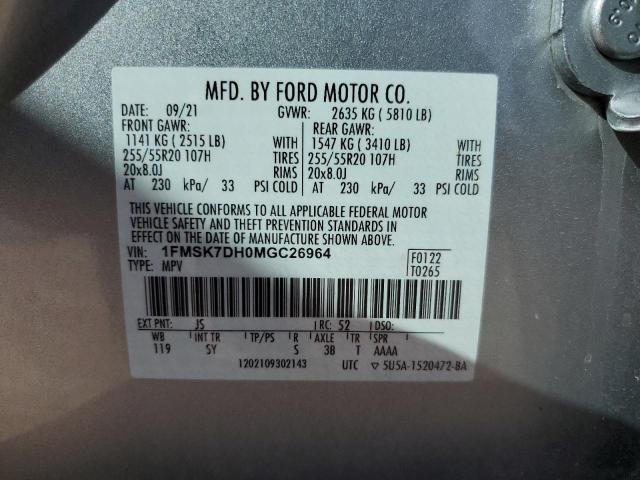 MFD. BY FORD MOTOR CO.
DATE: 09/21 GVWR: 2635 KG ( 5810 LB)
FRONT GAWR: REAR GAWR:
1141 KG ( 2515 LB) WITH 1547 KG ( 3410 LB) WITH
255/55R20 107H TIRES 255/55R20 107H TIRES
20x8.0J RIMS 20x8.0J RIMS
AT 230 kPa/ 33 PSI COLD AT 230 kPa/ 33 PSI COLD
THIS VEHICLE CONFORMS TO ALL APPLICABLE FEDERAL MOTOR
VEHICLE SAFETY AND THEFT PREVENTION STANDARDS IN
EFFECT ON THE DATE OF MANUFACTURE SHOWN ABOVE.
VIN: 1FMSK7DH0MGC26964 F0122
TYPE: MPV T0265
EXT PNT: JS RC: 52 DSO:
WB INT TR TP/PS R AXLE TR SPR
119 SY S 3B T AAAA
1202109302143 UTC ▽ 5U5A-1520472-BA